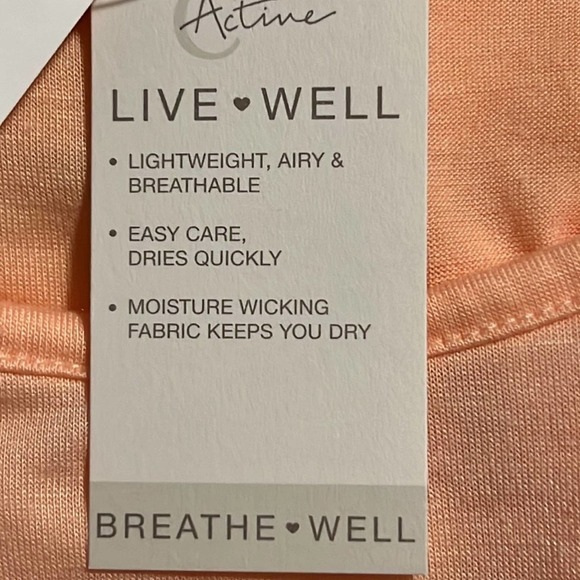 Active
LIVE ♥ WELL
• LIGHTWEIGHT, AIRY &
BREATHABLE
• EASY CARE,
DRIES QUICKLY
• MOISTURE WICKING
FABRIC KEEPS YOU DRY
BREATHE ♥ WELL